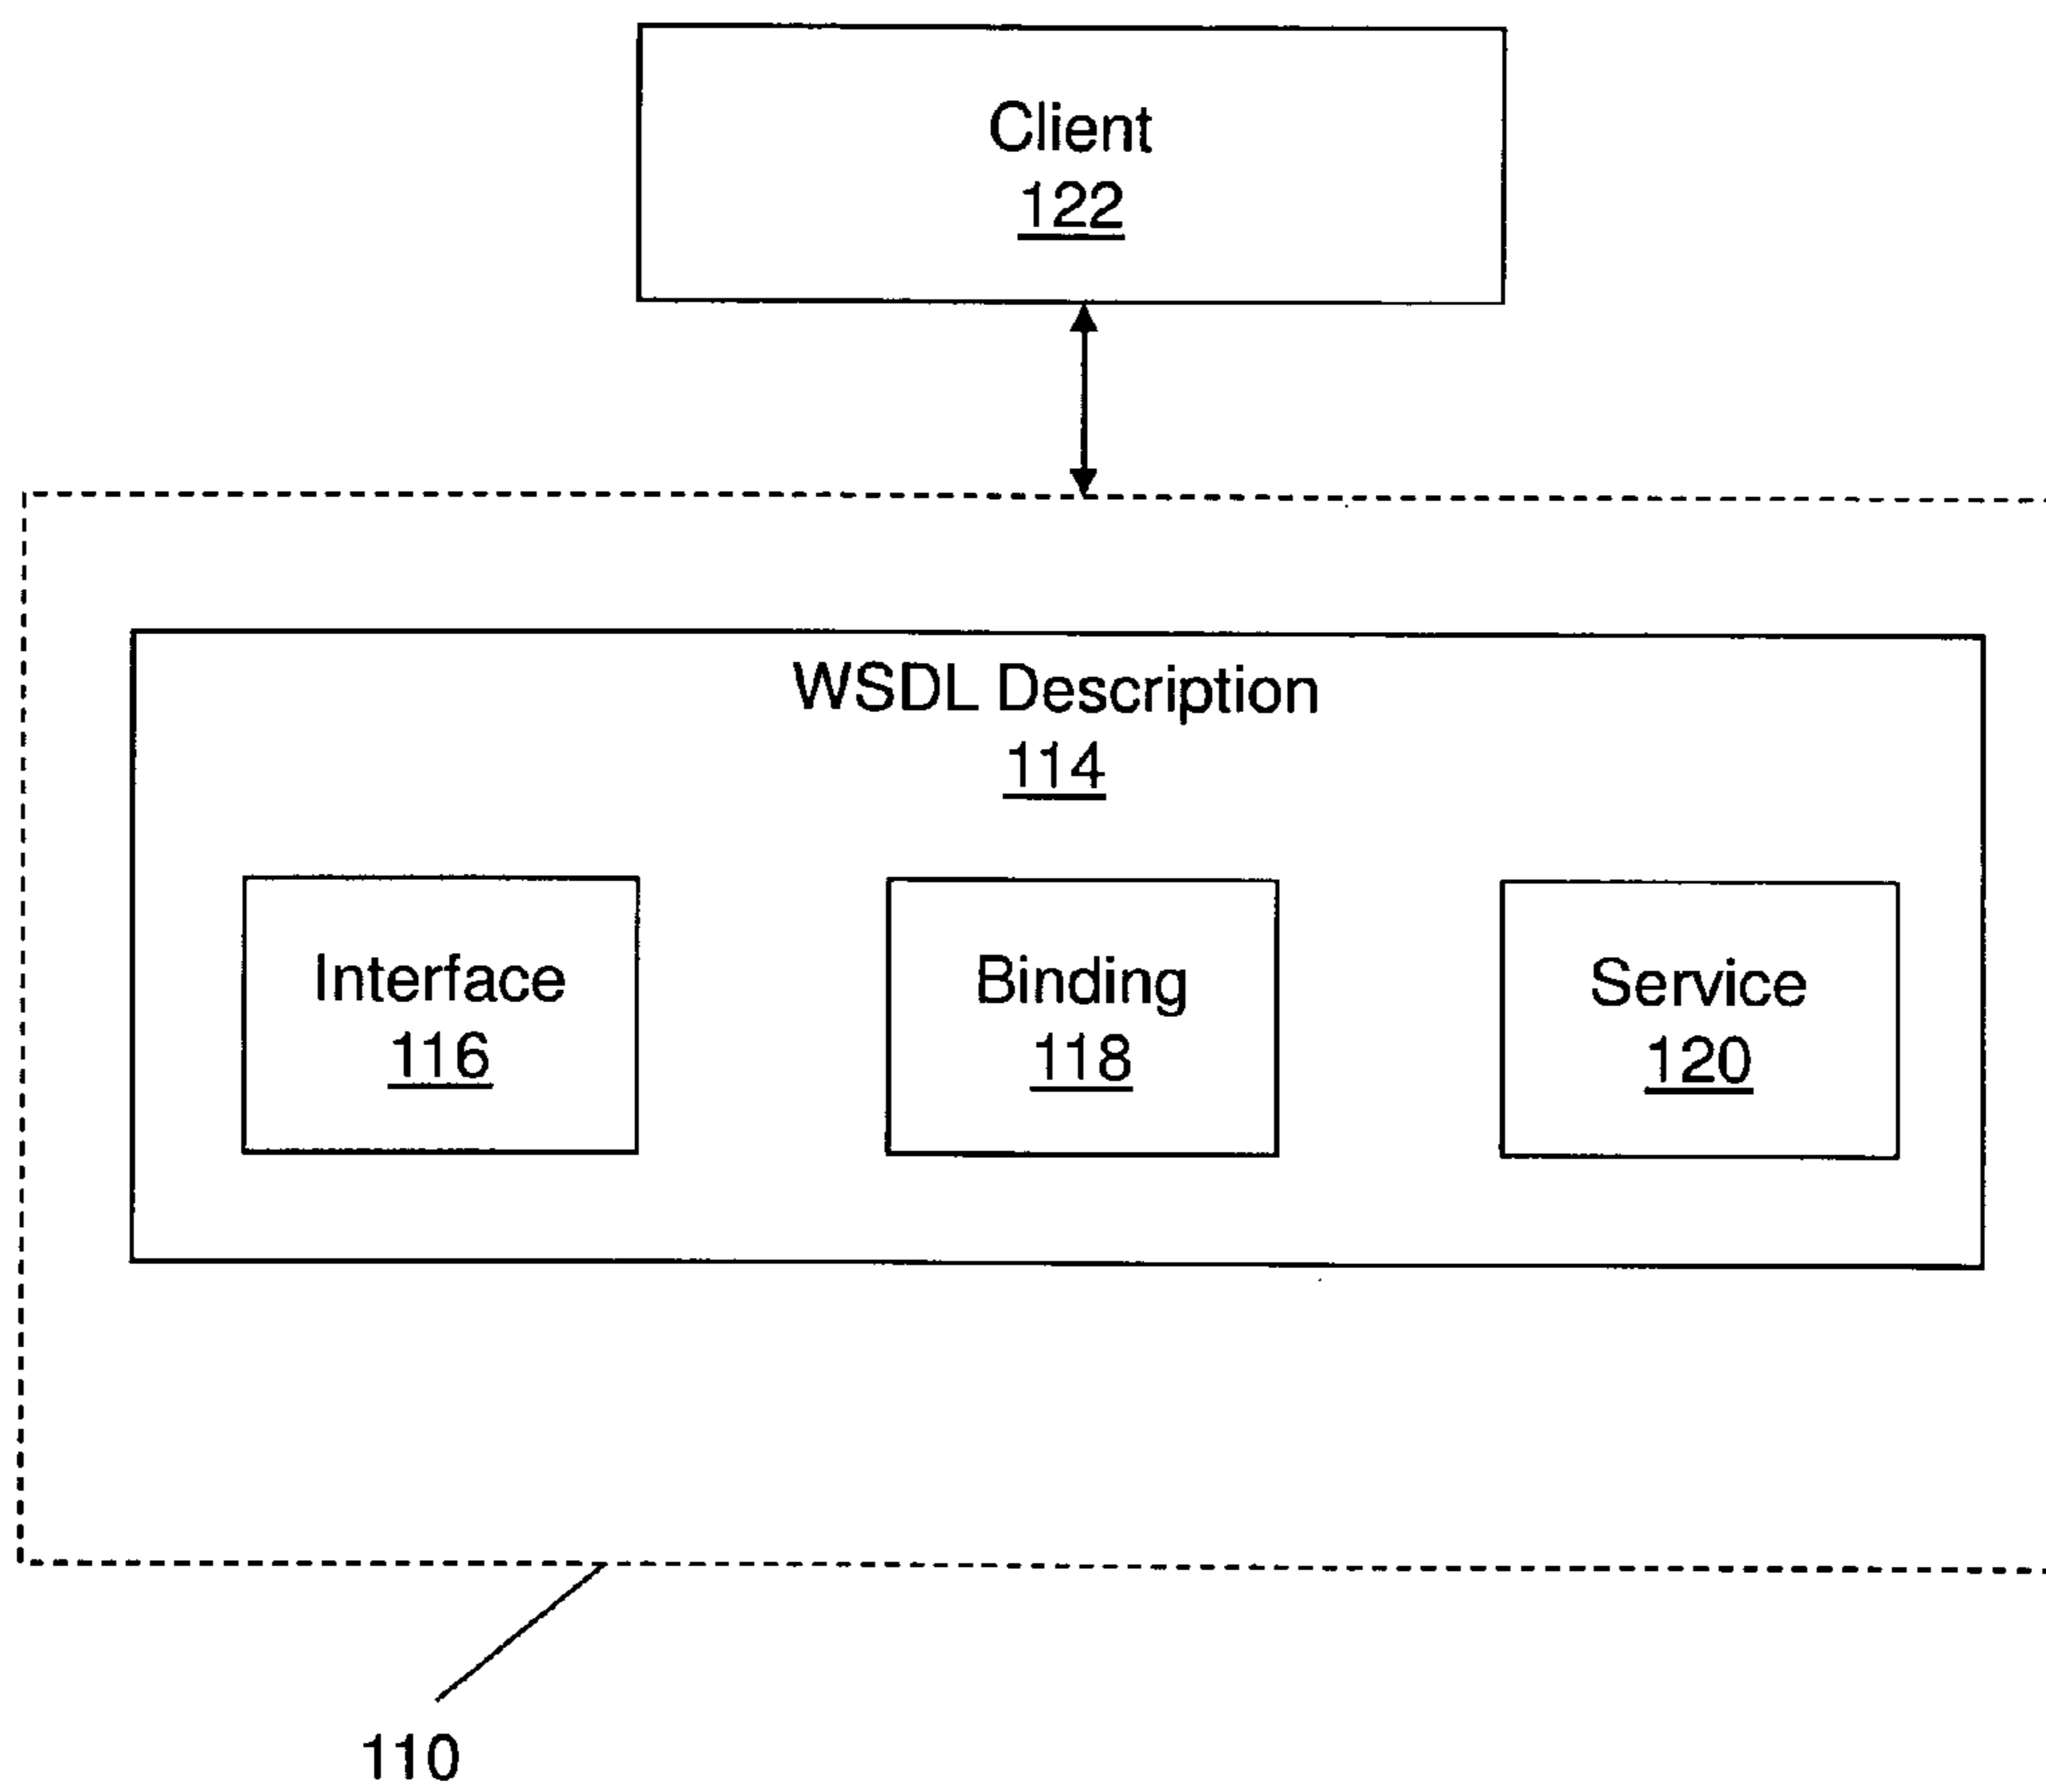 Client
122
WSDL Description
114
Interface
116
Binding
118
Service
120
110